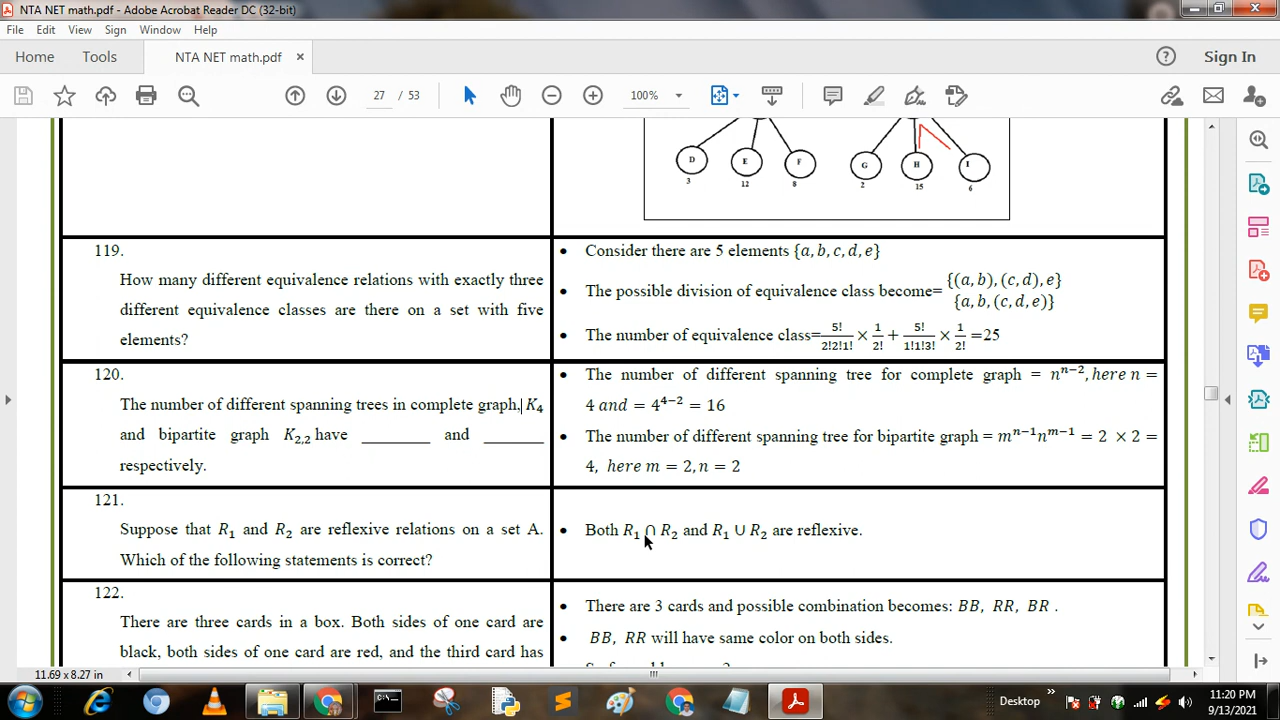 NTA NET math.pdf - Adobe Acrobat Reader DC (32-bit)
File Edit View Sign Window Help
Home Tools NTA NET math.pdf × Sign In
27 / 53 100%
D E F G H I
3 12 8 2 15 6
119.
How many different equivalence relations with exactly three
different equivalence classes are there on a set with five
elements?
• Consider there are 5 elements {a, b, c, d, e}
• The possible division of equivalence class become= {(a, b), (c, d), e}
{a, b, (c, d, e)}
• The number of equivalence class= 5!/2!2!1! × 1/2! + 5!/1!1!3! × 1/2! =25
120.
The number of different spanning trees in complete graph, K₄
and bipartite graph K₂,₂ have ________ and _______
respectively.
• The number of different spanning tree for complete graph = nⁿ⁻², here n =
4 and = 4⁴⁻² = 16
• The number of different spanning tree for bipartite graph = mⁿ⁻¹nᵐ⁻¹ = 2 × 2 =
4, here m = 2, n = 2
121.
Suppose that R₁ and R₂ are reflexive relations on a set A.
Which of the following statements is correct?
• Both R₁ ∩ R₂ and R₁ ∪ R₂ are reflexive.
122.
There are three cards in a box. Both sides of one card are
black, both sides of one card are red, and the third card has
• There are 3 cards and possible combination becomes: BB, RR, BR .
• BB, RR will have same color on both sides.
11.69 x 8.27 in
Desktop
11:20 PM
9/13/2021